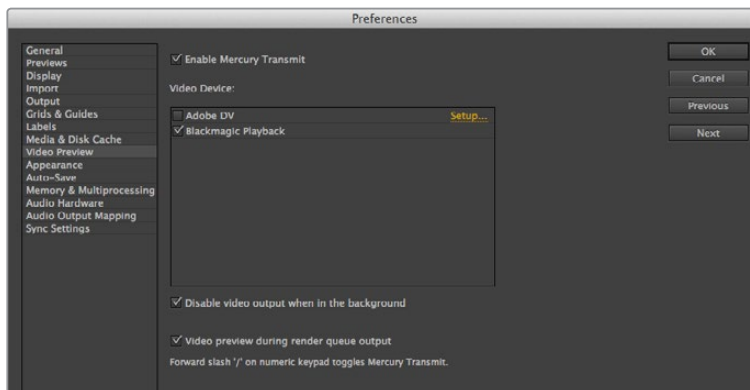 Preferences
General
Previews
Display
Import
Output
Grids & Guides
Labels
Media & Disk Cache
Video Preview
Appearance
Auto-Save
Memory & Multiprocessing
Audio Hardware
Audio Output Mapping
Sync Settings
Enable Mercury Transmit
Video Device:
Adobe DV Setup...
Blackmagic Playback
Disable video output when in the background
Video preview during render queue output
Forward slash '/' on numeric keypad toggles Mercury Transmit.
OK
Cancel
Previous
Next